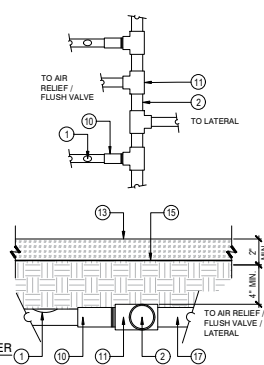 TO AIR
RELIEF /
FLUSH VALVE
11
2
10
1
TO LATERAL
13
15
2"
MIN.
4" MIN.
TO AIR RELIEF /
FLUSH VALVE /
LATERAL
ER
1
10
11
2
17